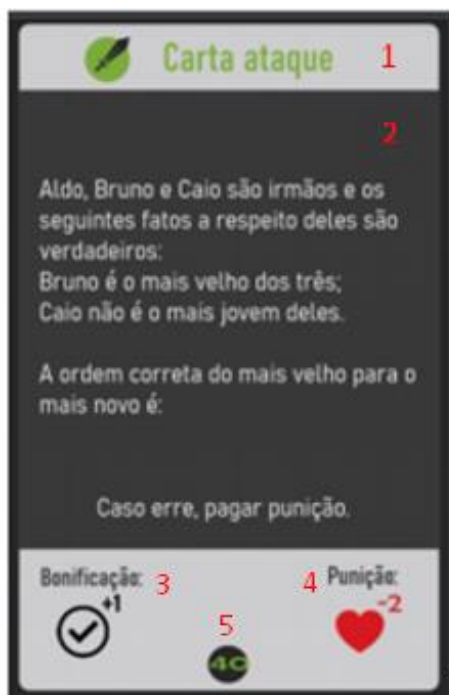 Carta ataque 1
2
Aldo, Bruno e Caio são irmãos e os
seguintes fatos a respeito deles são
verdadeiros:
Bruno é o mais velho dos três;
Caio não é o mais jovem deles.
A ordem correta do mais velho para o
mais novo é:
Caso erre, pagar punição.
Bonificação: 3
+1
4 Punição:
-2
5
4C